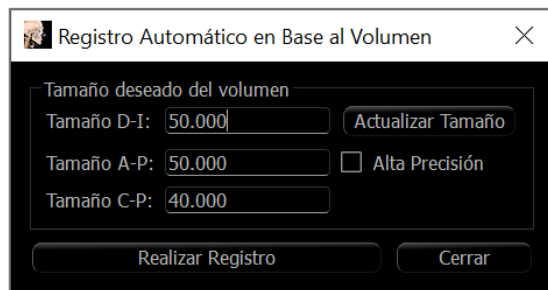 Registro Automático en Base al Volumen
Tamaño deseado del volumen
Tamaño D-I: 50.000 Actualizar Tamaño
Tamaño A-P: 50.000 Alta Precisión
Tamaño C-P: 40.000
Realizar Registro Cerrar